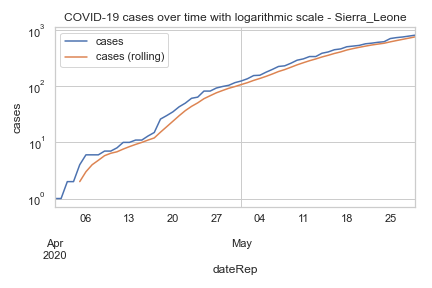 COVID-19 cases over time with logarithmic scale - Sierra_Leone
cases
cases (rolling)
10³
10²
10¹
10⁰
cases
06 13 20 27 04 11 18 25
Apr May
2020
dateRep